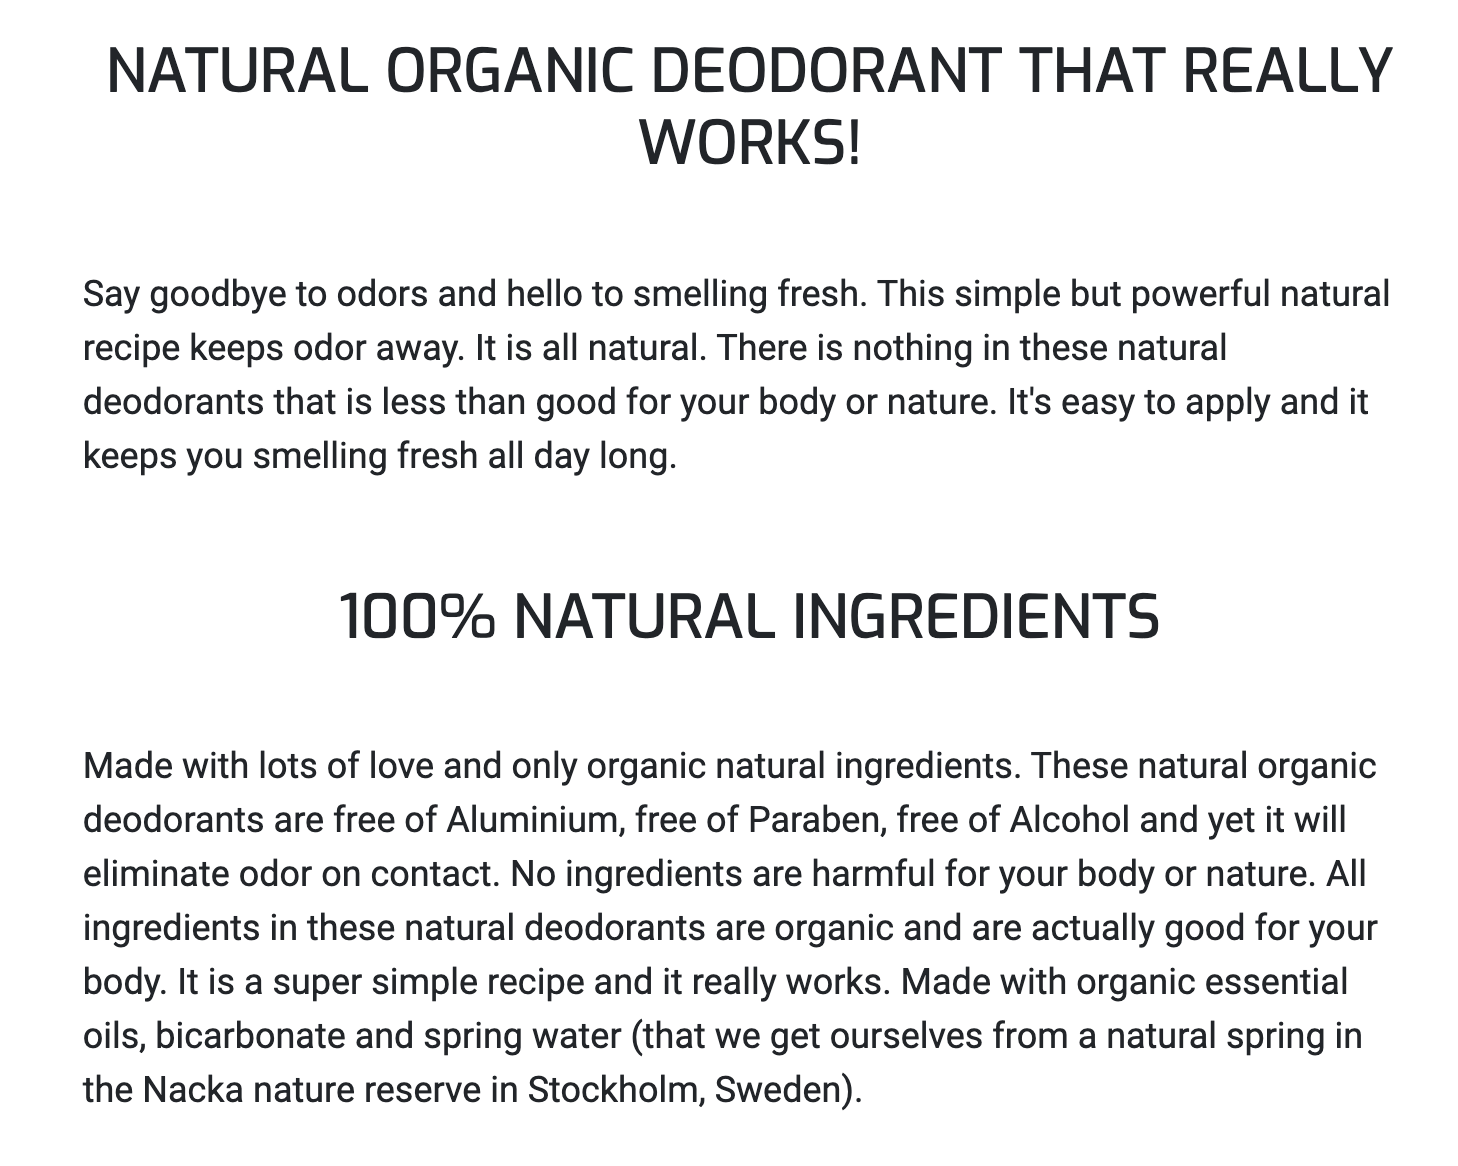 NATURAL ORGANIC DEODORANT THAT REALLY
WORKS!
Say goodbye to odors and hello to smelling fresh. This simple but powerful natural
recipe keeps odor away. It is all natural. There is nothing in these natural
deodorants that is less than good for your body or nature. It's easy to apply and it
keeps you smelling fresh all day long.
100% NATURAL INGREDIENTS
Made with lots of love and only organic natural ingredients. These natural organic
deodorants are free of Aluminium, free of Paraben, free of Alcohol and yet it will
eliminate odor on contact. No ingredients are harmful for your body or nature. All
ingredients in these natural deodorants are organic and are actually good for your
body. It is a super simple recipe and it really works. Made with organic essential
oils, bicarbonate and spring water (that we get ourselves from a natural spring in
the Nacka nature reserve in Stockholm, Sweden).